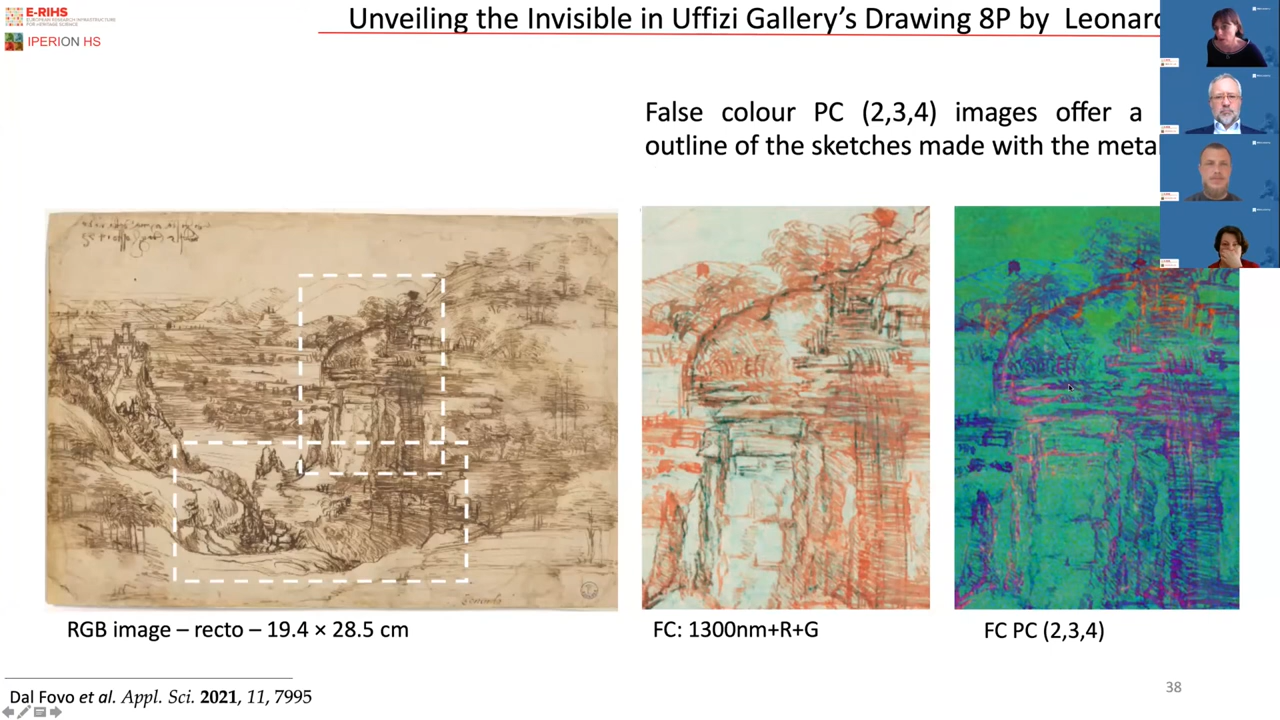 E-RIHS
EUROPEAN RESEARCH INFRASTRUCTURE
FOR HERITAGE SCIENCE
IPERION HS
Unveiling the Invisible in Uffizi Gallery's Drawing 8P by Leonard
False colour PC (2,3,4) images offer a
outline of the sketches made with the meta
RGB image – recto – 19.4 × 28.5 cm
FC: 1300nm+R+G
FC PC (2,3,4)
Dal Fovo et al. Appl. Sci. 2021, 11, 7995
38